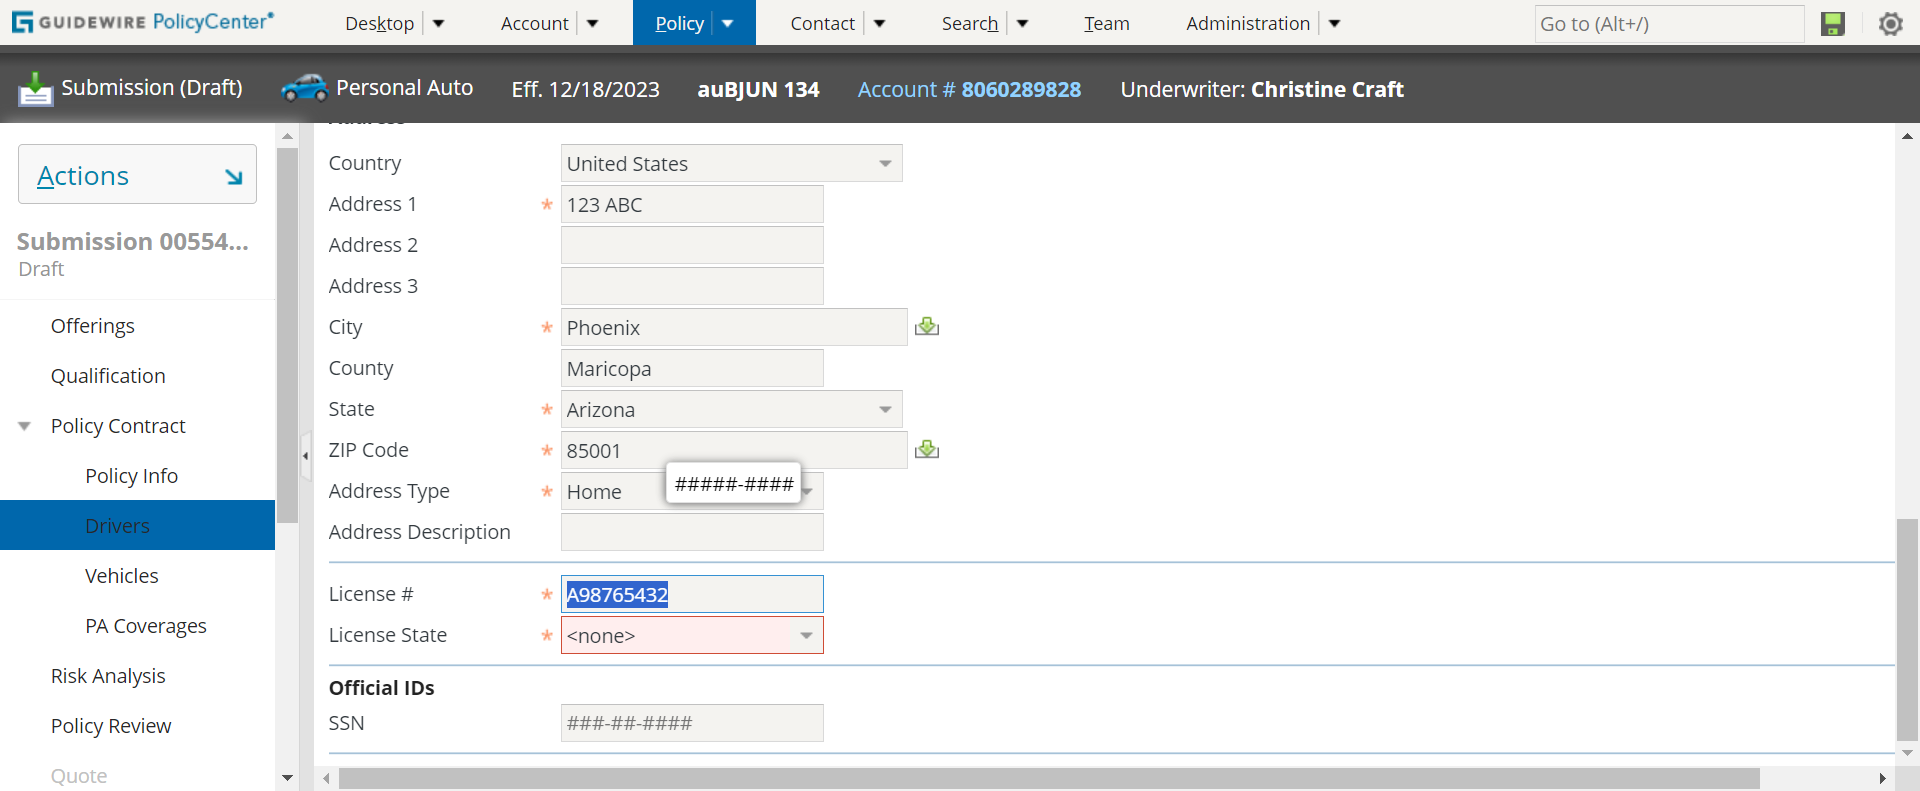 GUIDEWIRE PolicyCenter®
Desktop
Account
Policy
Contact
Search
Team
Administration
Go to (Alt+/)
Submission (Draft)
Personal Auto
Eff. 12/18/2023
auBJUN 134
Account # 8060289828
Underwriter: Christine Craft
Actions
Submission 00554...
Draft
Offerings
Qualification
Policy Contract
Policy Info
Drivers
Vehicles
PA Coverages
Risk Analysis
Policy Review
Quote
Country
United States
Address 1
* 123 ABC
Address 2
Address 3
City
* Phoenix
County
Maricopa
State
* Arizona
ZIP Code
* 85001
#####-####
Address Type
* Home
Address Description
License #
* A98765432
License State
* <none>
Official IDs
SSN
###-##-####